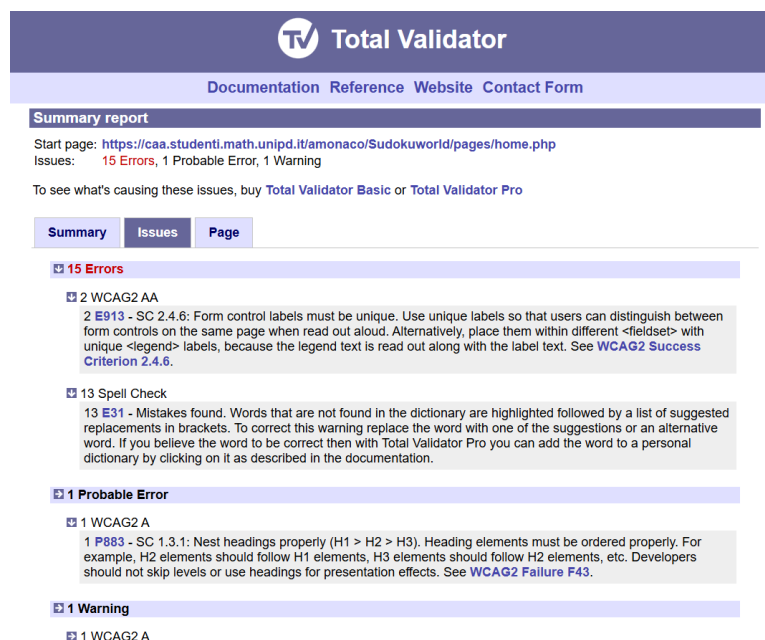 TV Total Validator
Documentation Reference Website Contact Form
Summary report
Start page: https://caa.studenti.math.unipd.it/amonaco/Sudokuworld/pages/home.php
Issues: 15 Errors, 1 Probable Error, 1 Warning
To see what's causing these issues, buy Total Validator Basic or Total Validator Pro
Summary Issues Page
15 Errors
2 WCAG2 AA
2 E913 - SC 2.4.6: Form control labels must be unique. Use unique labels so that users can distinguish between
form controls on the same page when read out aloud. Alternatively, place them within different <fieldset> with
unique <legend> labels, because the legend text is read out along with the label text. See WCAG2 Success
Criterion 2.4.6.
13 Spell Check
13 E31 - Mistakes found. Words that are not found in the dictionary are highlighted followed by a list of suggested
replacements in brackets. To correct this warning replace the word with one of the suggestions or an alternative
word. If you believe the word to be correct then with Total Validator Pro you can add the word to a personal
dictionary by clicking on it as described in the documentation.
1 Probable Error
1 WCAG2 A
1 P883 - SC 1.3.1: Nest headings properly (H1 > H2 > H3). Heading elements must be ordered properly. For
example, H2 elements should follow H1 elements, H3 elements should follow H2 elements, etc. Developers
should not skip levels or use headings for presentation effects. See WCAG2 Failure F43.
1 Warning
1 WCAG2 A